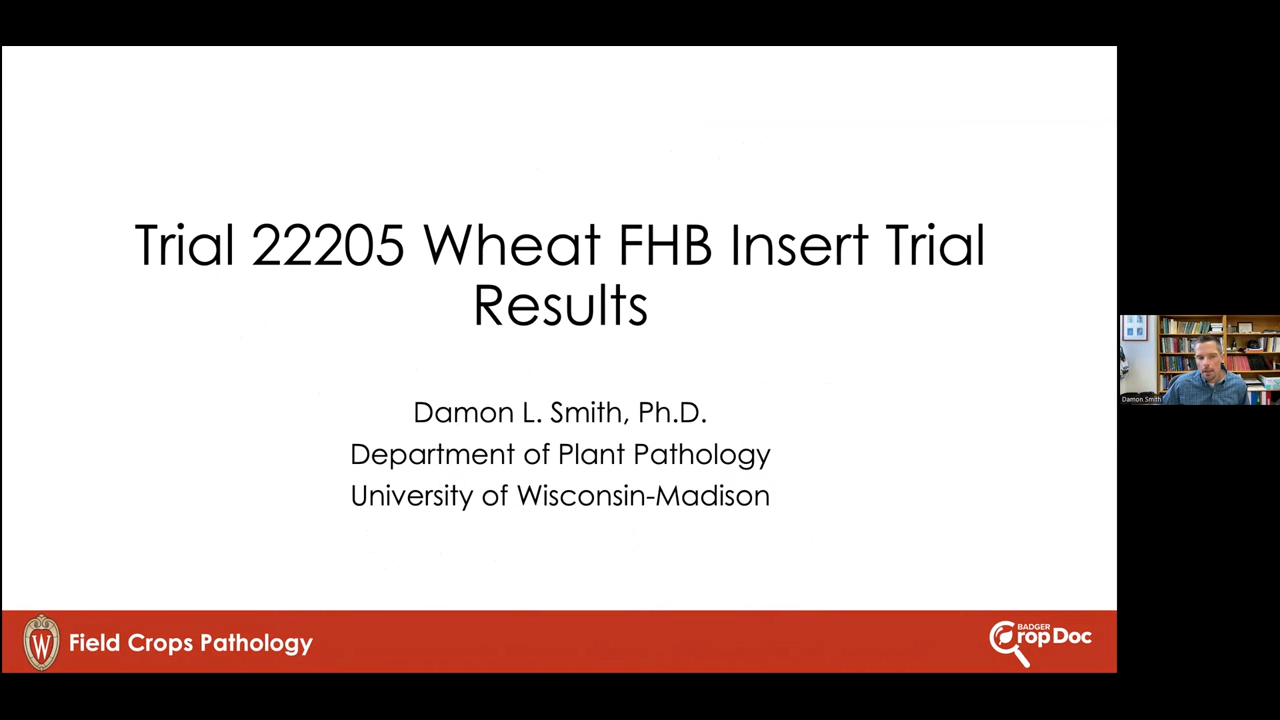 Trial 22205 Wheat FHB Insert Trial
Results
Damon L. Smith, Ph.D.
Department of Plant Pathology
University of Wisconsin-Madison
Damon Smith
W
Field Crops Pathology
BADGER
CropDoc